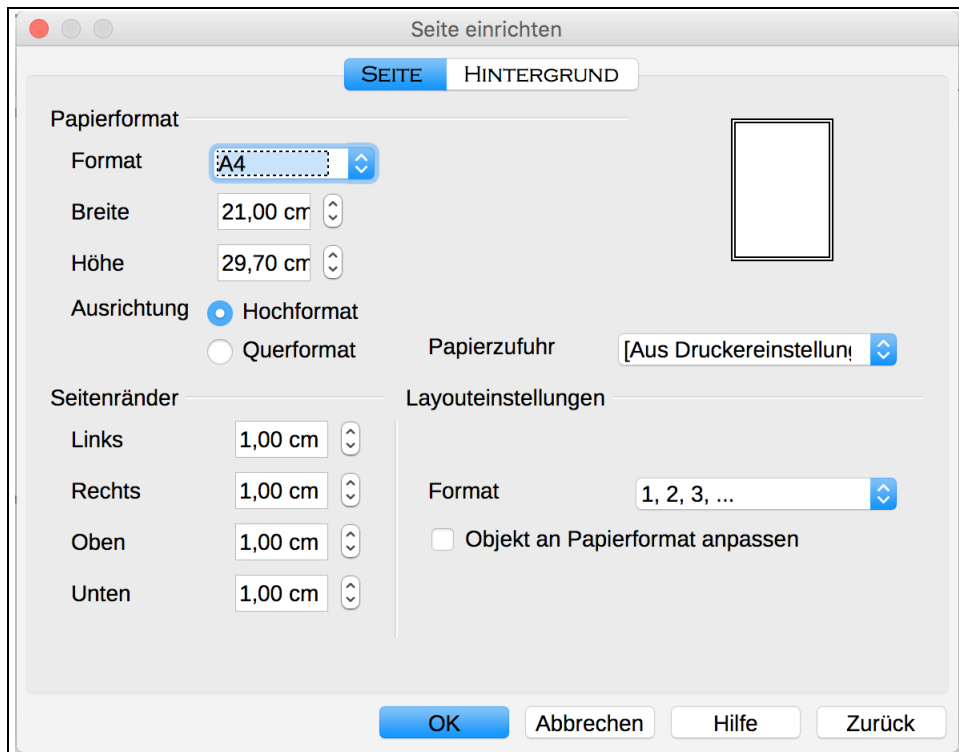 Seite einrichten
SEITE HINTERGRUND
Papierformat
Format A4
Breite 21,00 cm
Höhe 29,70 cm
Ausrichtung Hochformat
Querformat
Papierzufuhr [Aus Druckereinstellung
Seitenränder
Links 1,00 cm
Rechts 1,00 cm
Oben 1,00 cm
Unten 1,00 cm
Layouteinstellungen
Format 1, 2, 3, ...
Objekt an Papierformat anpassen
OK Abbrechen Hilfe Zurück